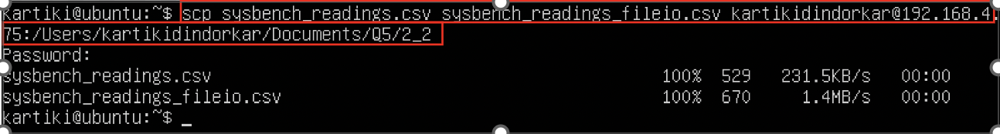 kartiki@ubuntu:~$ scp sysbench_readings.csv sysbench_readings_fileio.csv kartikidindorkar@192.168.4.
75:/Users/kartikidindorkar/Documents/Q5/2_2
Password:
sysbench_readings.csv 100% 529 231.5KB/s 00:00
sysbench_readings_fileio.csv 100% 670 1.4MB/s 00:00
kartiki@ubuntu:~$ _